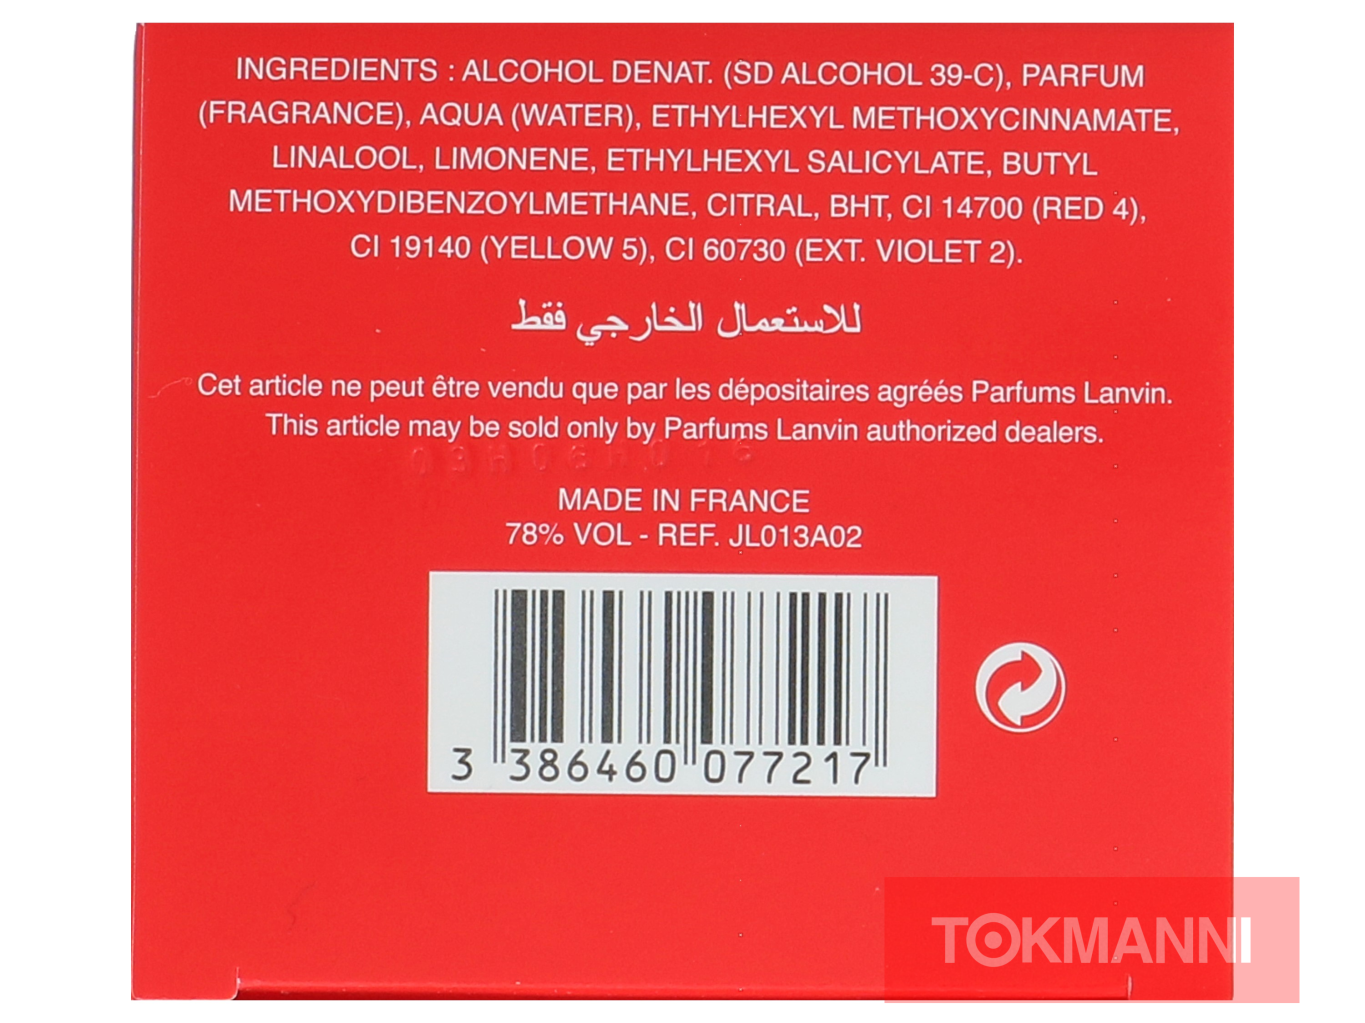 INGREDIENTS : ALCOHOL DENAT. (SD ALCOHOL 39-C), PARFUM
(FRAGRANCE), AQUA (WATER), ETHYLHEXYL METHOXYCINNAMATE,
LINALOOL, LIMONENE, ETHYLHEXYL SALICYLATE, BUTYL
METHOXYDIBENZOYLMETHANE, CITRAL, BHT, CI 14700 (RED 4),
CI 19140 (YELLOW 5), CI 60730 (EXT. VIOLET 2).
للاستعمال الخارجي فقط
Cet article ne peut être vendu que par les dépositaires agréés Parfums Lanvin.
This article may be sold only by Parfums Lanvin authorized dealers.
MADE IN FRANCE
78% VOL - REF. JL013A02
3 386460 077217
TOKMANNI